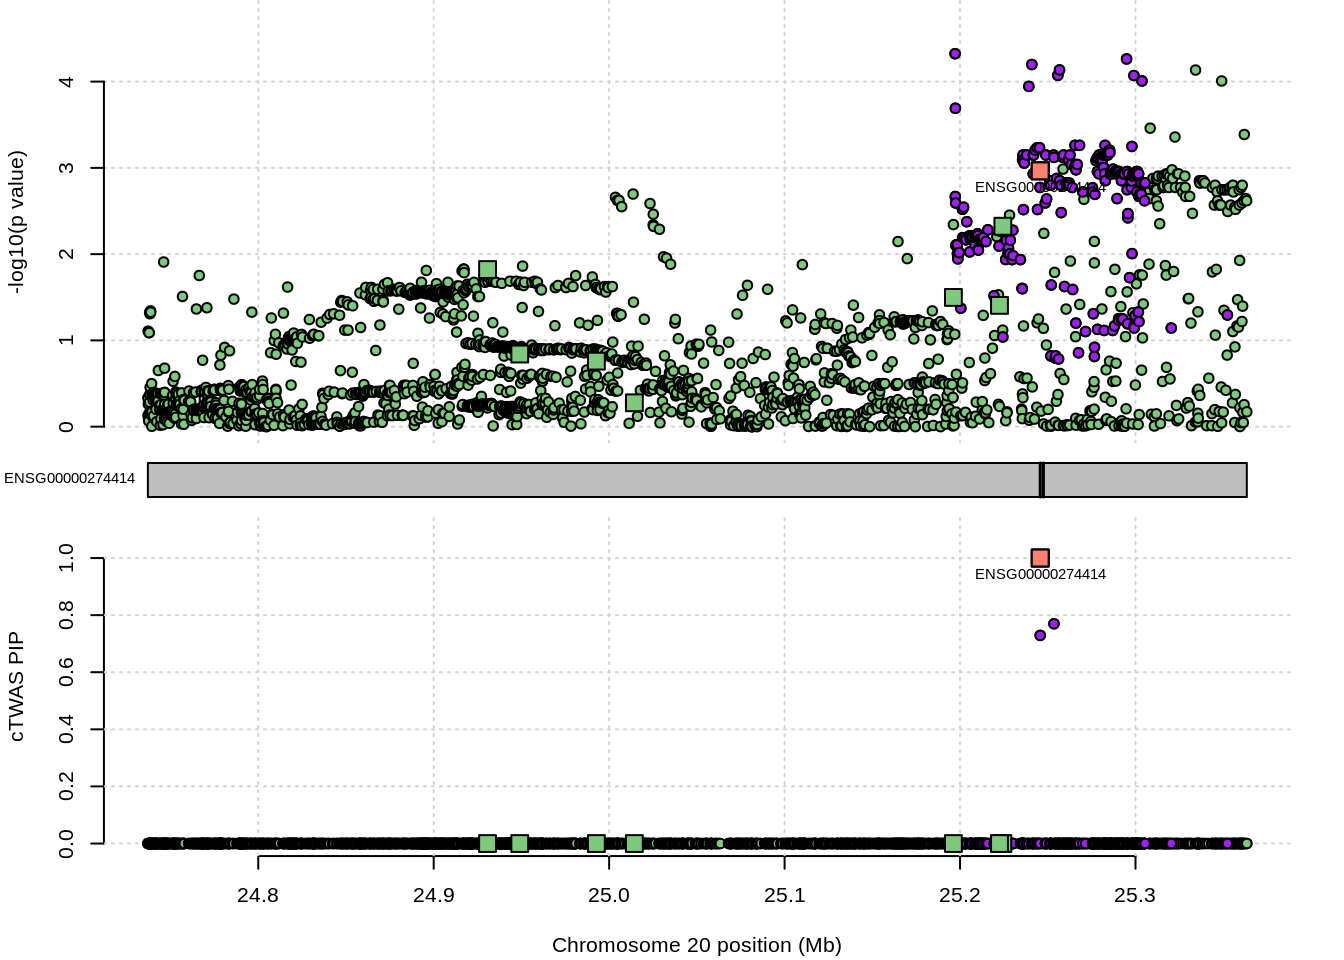 -log10(p value)
4
3
2
1
0
ENSG00000274414
ENSG00000274414
cTWAS PIP
1.0
0.8
0.6
0.4
0.2
0.0
ENSG00000274414
24.8 24.9 25.0 25.1 25.2 25.3
Chromosome 20 position (Mb)